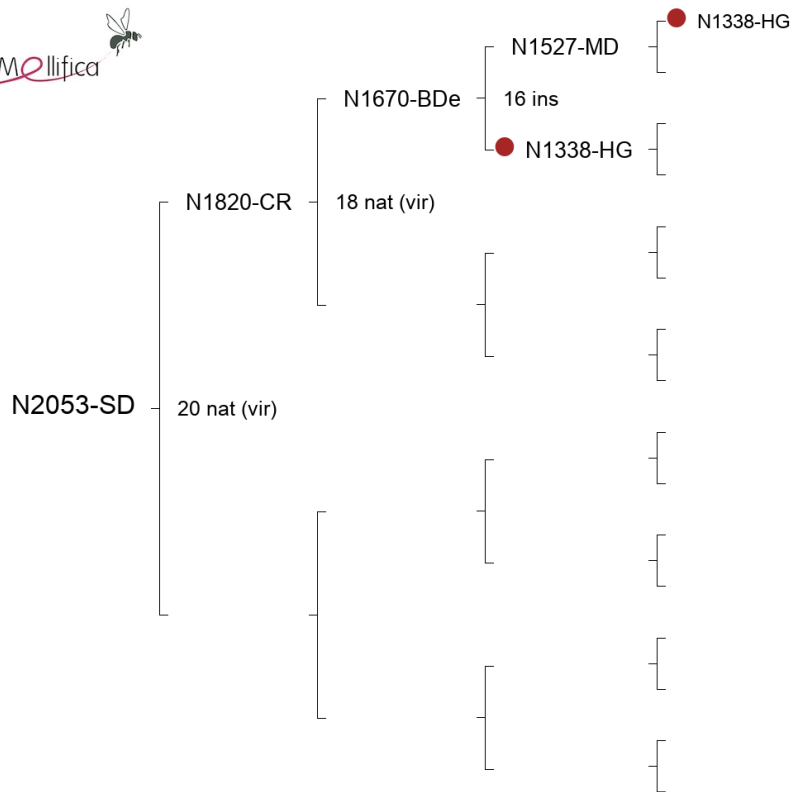 Mellifica
N1338-HG
N1527-MD
N1670-BDe
16 ins
N1338-HG
N1820-CR
18 nat (vir)
N2053-SD
20 nat (vir)